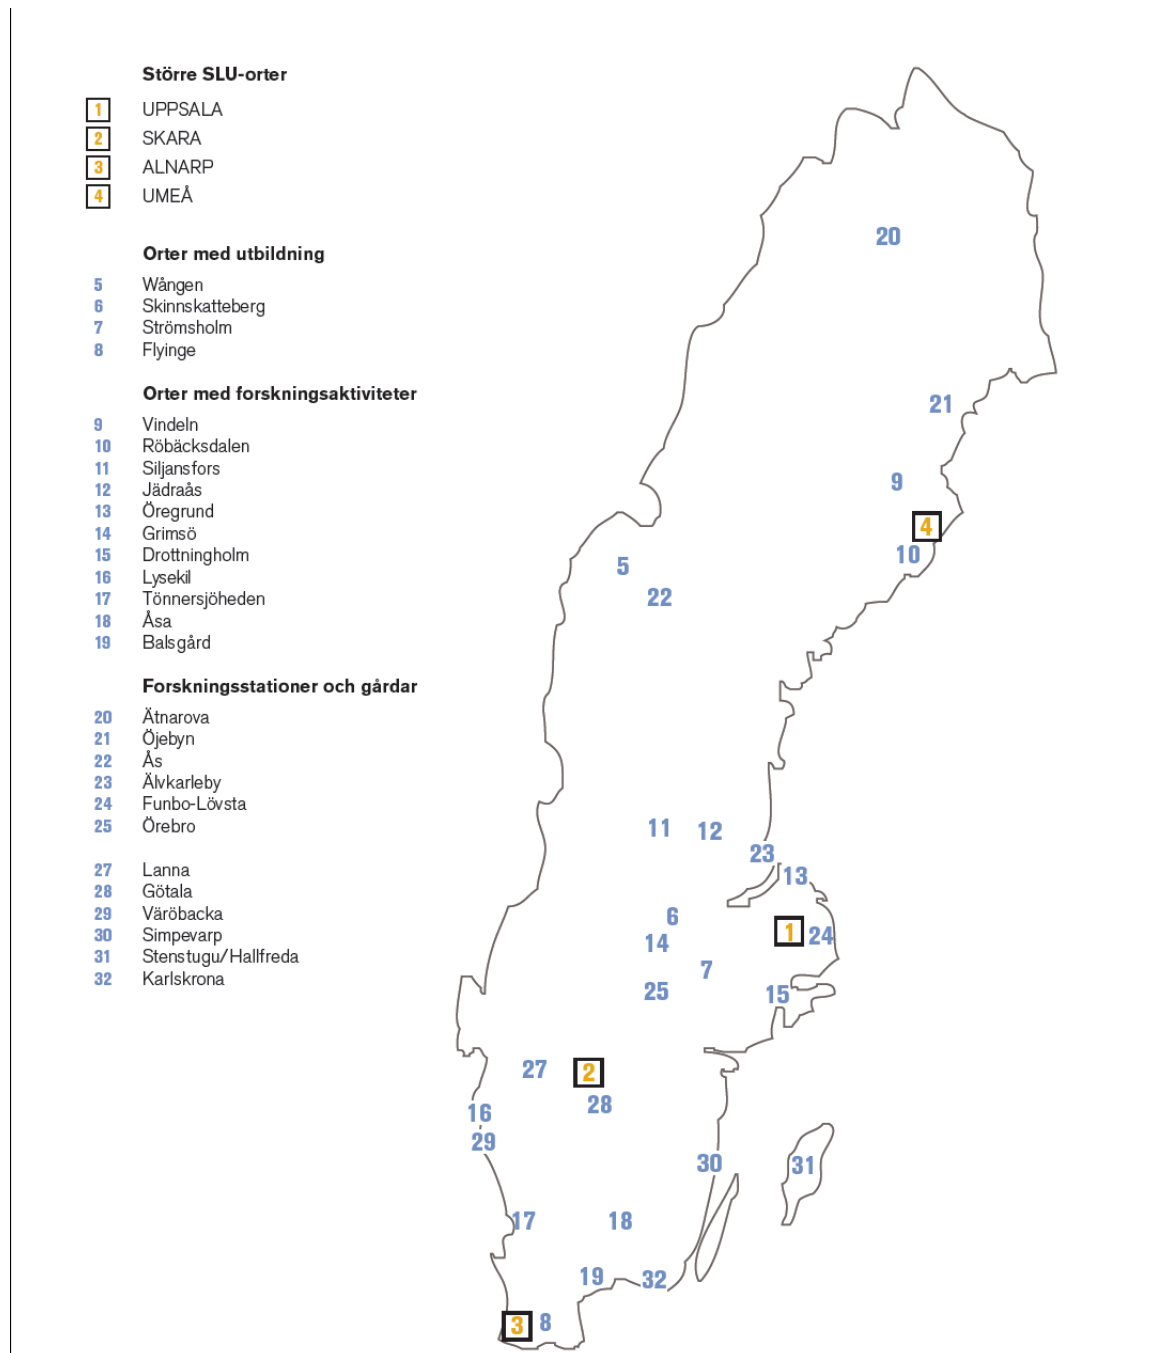 Större SLU-orter
1 UPPSALA
2 SKARA
3 ALNARP
4 UMEÅ
Orter med utbildning
5 Wången
6 Skinnskatteberg
7 Strömsholm
8 Flyinge
Orter med forskningsaktiviteter
9 Vindeln
10 Röbäcksdalen
11 Siljansfors
12 Jädraås
13 Öregrund
14 Grimsö
15 Drottningholm
16 Lysekil
17 Tönnersjöheden
18 Åsa
19 Balsgård
Forskningsstationer och gårdar
20 Ätnarova
21 Öjebyn
22 Ås
23 Älvkarleby
24 Funbo-Lövsta
25 Örebro
27 Lanna
28 Götala
29 Väröbacka
30 Simpevarp
31 Stenstugu/Hallfreda
32 Karlskrona
20
21
9
4
10
5
22
11
12
23
13
6
1
24
14
7
25
15
27
2
28
16
29
30
31
17
18
19
32
3
8